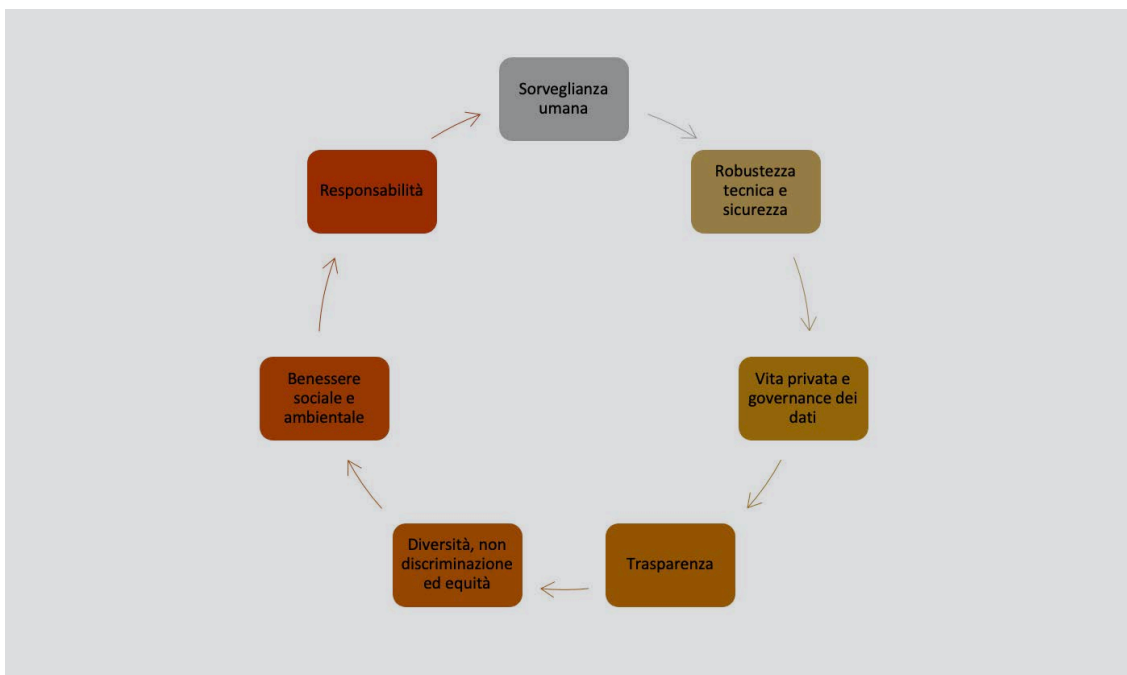 Sorveglianza
umana
Robustezza
tecnica e
sicurezza
Vita privata e
governance dei
dati
Trasparenza
Diversità, non
discriminazione
ed equità
Benessere
sociale e
ambientale
Responsabilità